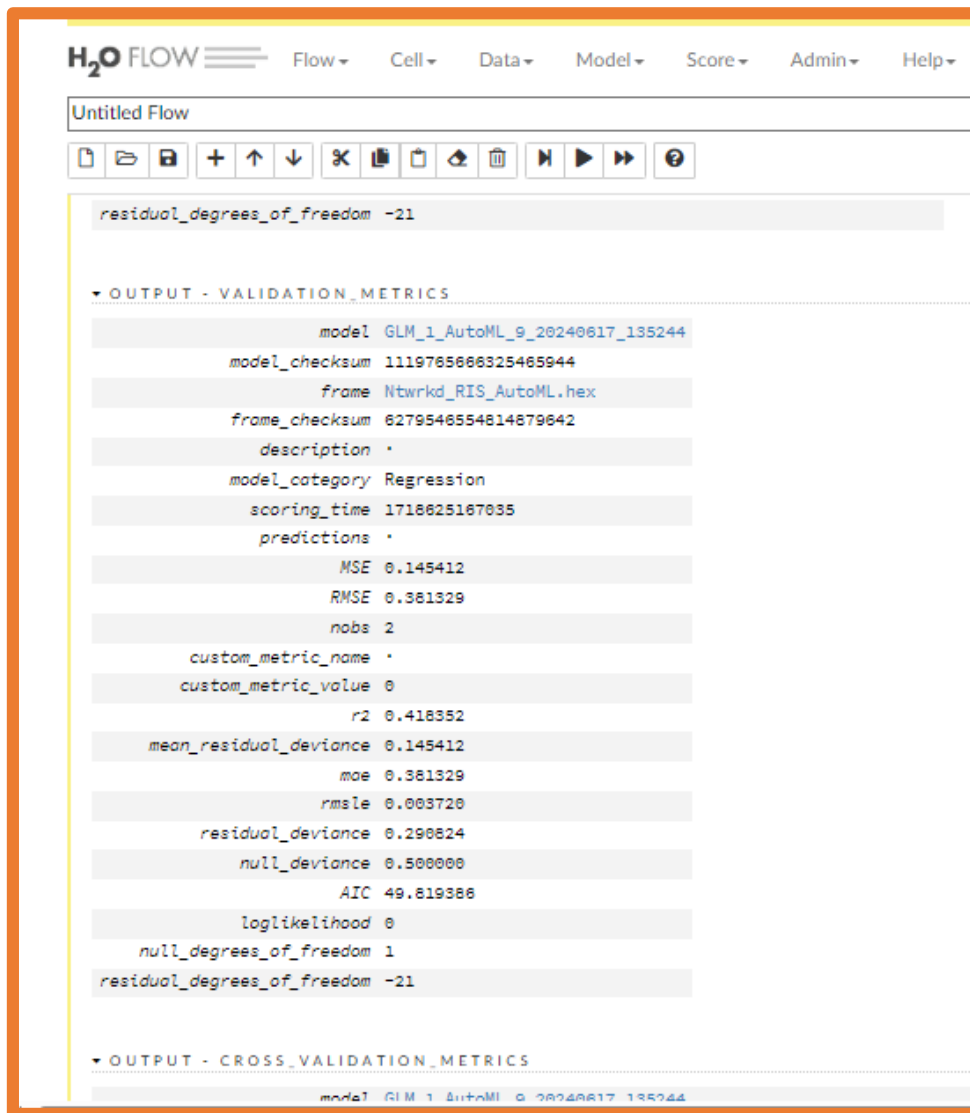 H2O FLOW Flow Cell Data Model Score Admin Help
Untitled Flow
residual_degrees_of_freedom -21
OUTPUT - VALIDATION_METRICS
model GLM_1_AutoML_9_20240617_135244
model_checksum 1119765666325465944
frame Ntwrkd_RIS_AutoML.hex
frame_checksum 6279546554814879642
description ·
model_category Regression
scoring_time 1718625167035
predictions ·
MSE 0.145412
RMSE 0.381329
nobs 2
custom_metric_name ·
custom_metric_value 0
r2 0.418352
mean_residual_deviance 0.145412
mae 0.381329
rmsle 0.003720
residual_deviance 0.290824
null_deviance 0.500000
AIC 49.819386
loglikelihood 0
null_degrees_of_freedom 1
residual_degrees_of_freedom -21
OUTPUT - CROSS_VALIDATION_METRICS
model GLM_1_AutoML_9_20240617_135244